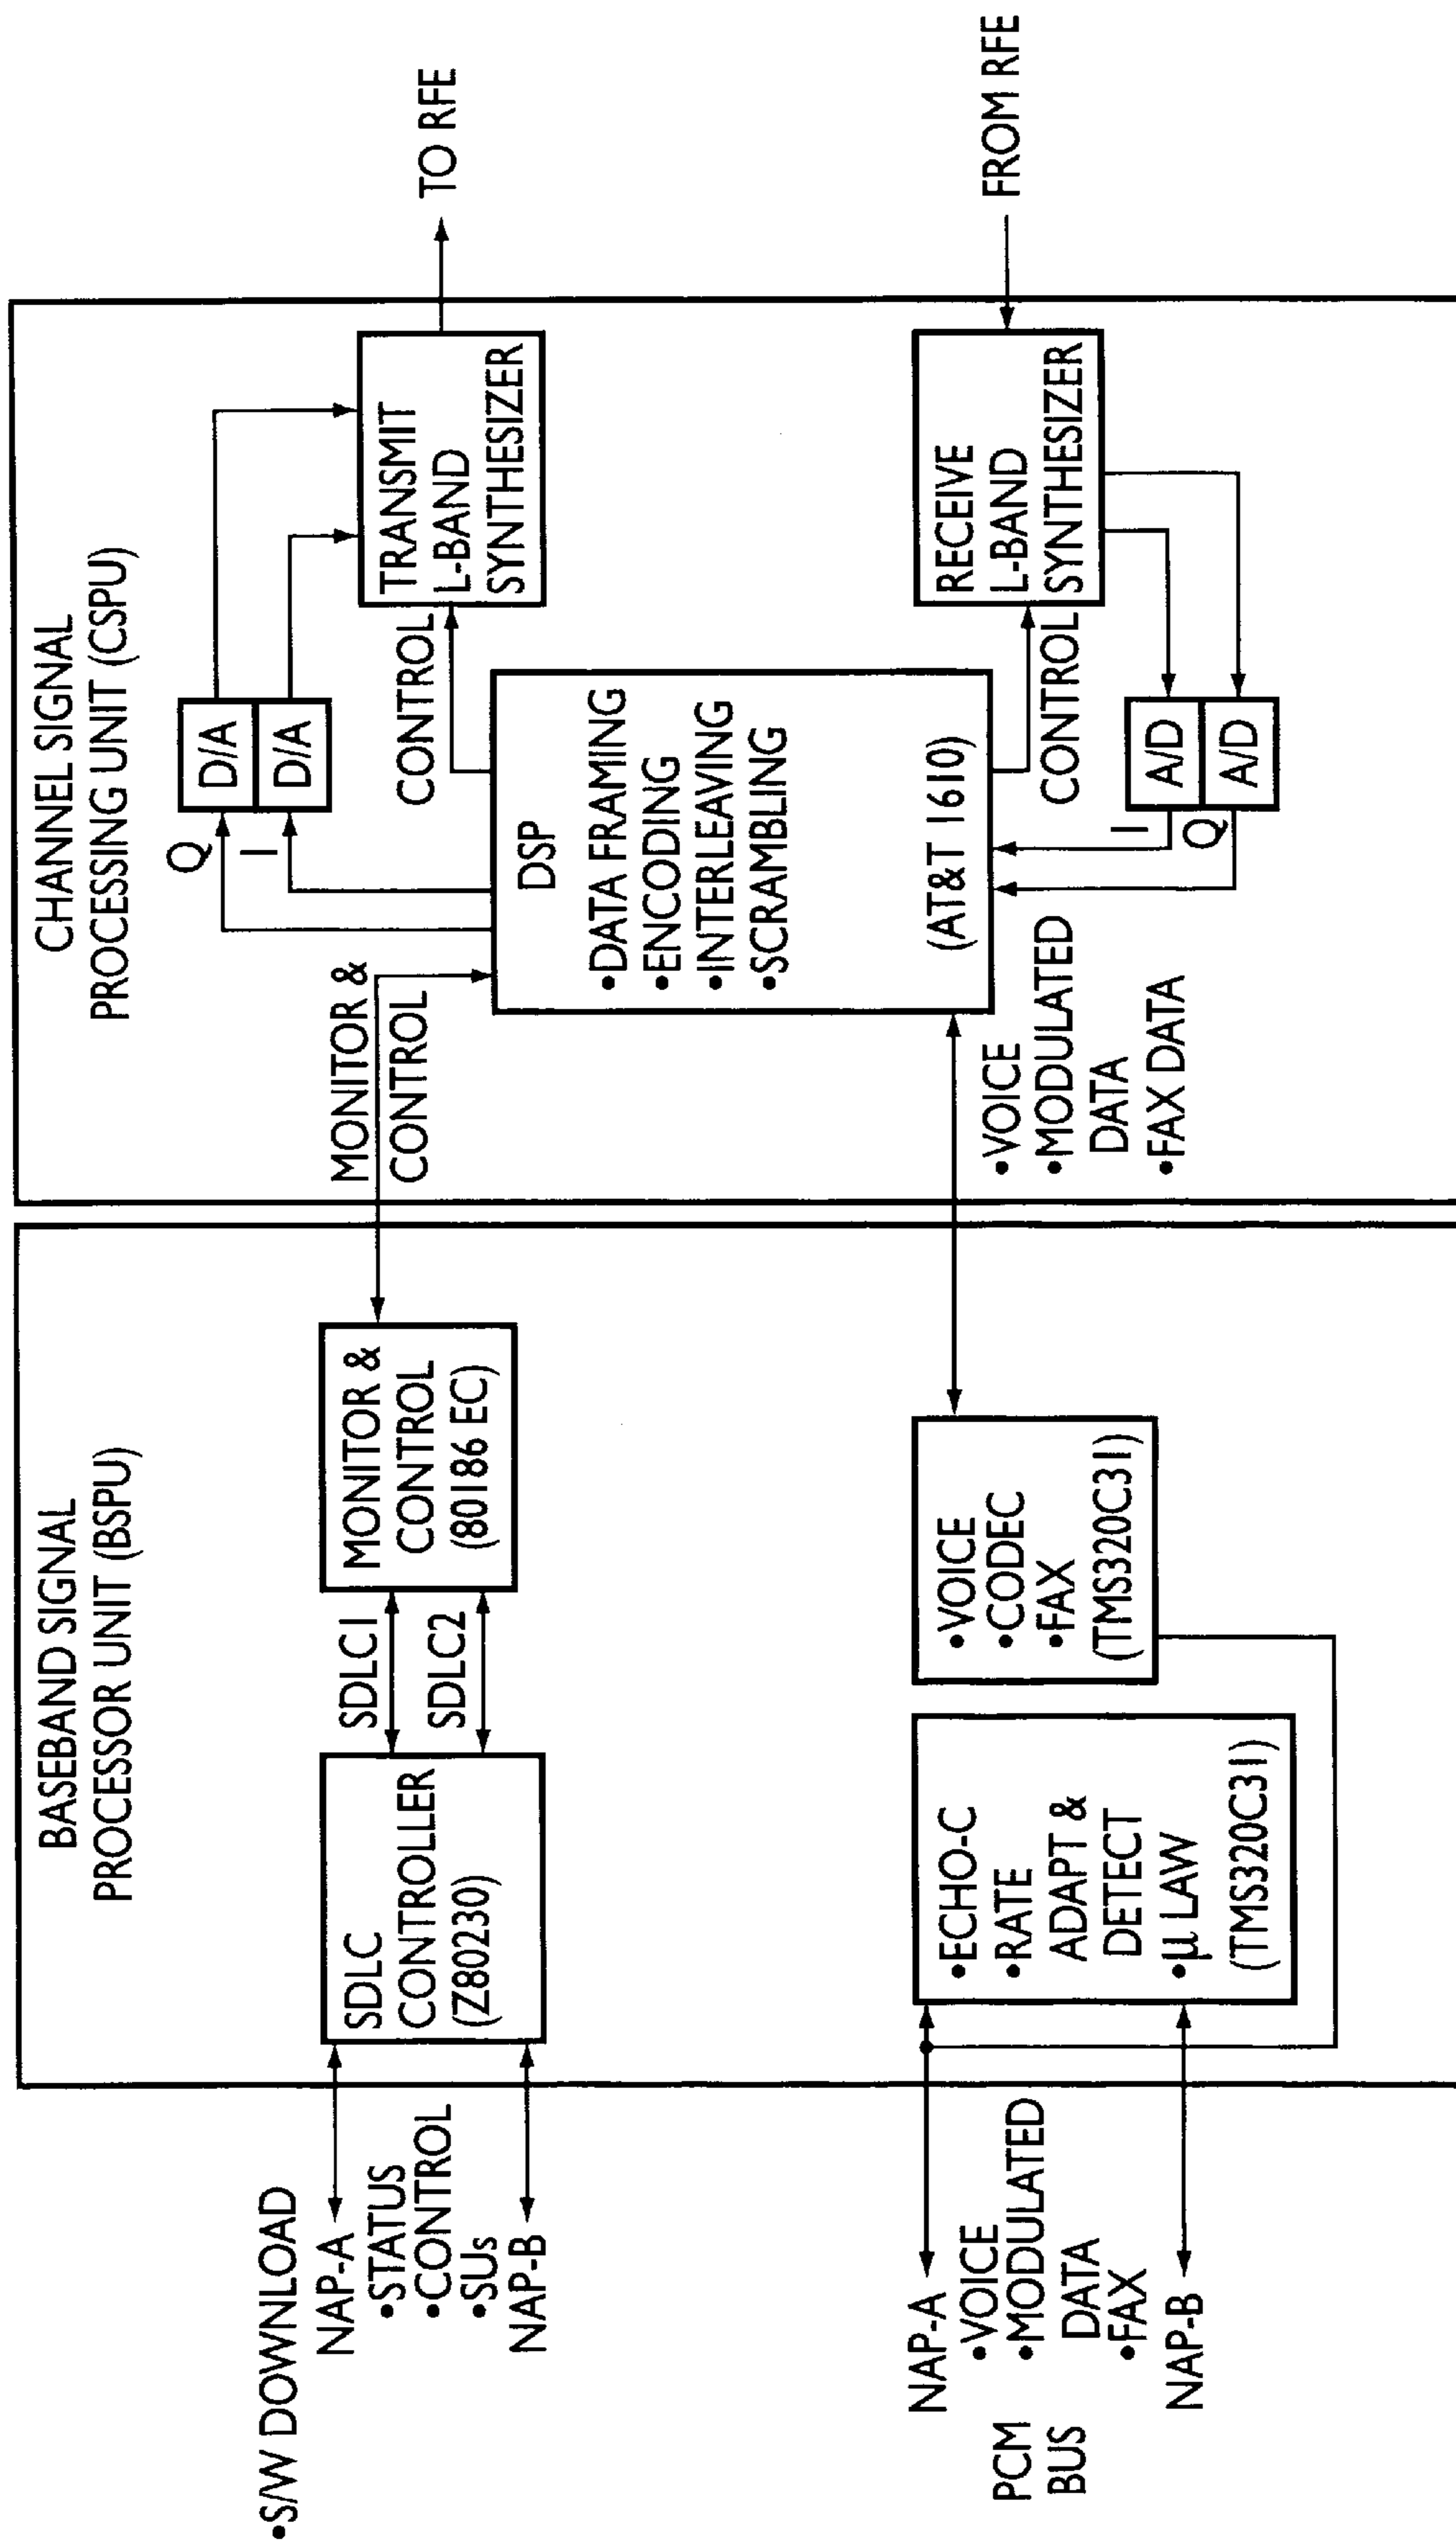 •S/W DOWNLOAD
NAP-A
•STATUS
•CONTROL
•SUs
NAP-B
NAP-A
•VOICE
•MODULATED
DATA
•FAX
NAP-B
PCM
BUS
BASEBAND SIGNAL
PROCESSOR UNIT (BSPU)
SDLC
CONTROLLER
(Z80230)
SDLC1
SDLC2
MONITOR &
CONTROL
(80186 EC)
•ECHO-C
•RATE
ADAPT &
DETECT
•μ LAW
(TMS320C31)
•VOICE
•CODEC
•FAX
(TMS320C31)
CHANNEL SIGNAL
PROCESSING UNIT (CSPU)
MONITOR &
CONTROL
•VOICE
•MODULATED
DATA
•FAX DATA
DSP
•DATA FRAMING
•ENCODING
•INTERLEAVING
•SCRAMBLING
(AT&T 1610)
Q
I
D/A
D/A
CONTROL
TRANSMIT
L-BAND
SYNTHESIZER
TO RFE
CONTROL
I
Q
A/D
A/D
RECEIVE
L-BAND
SYNTHESIZER
FROM RFE